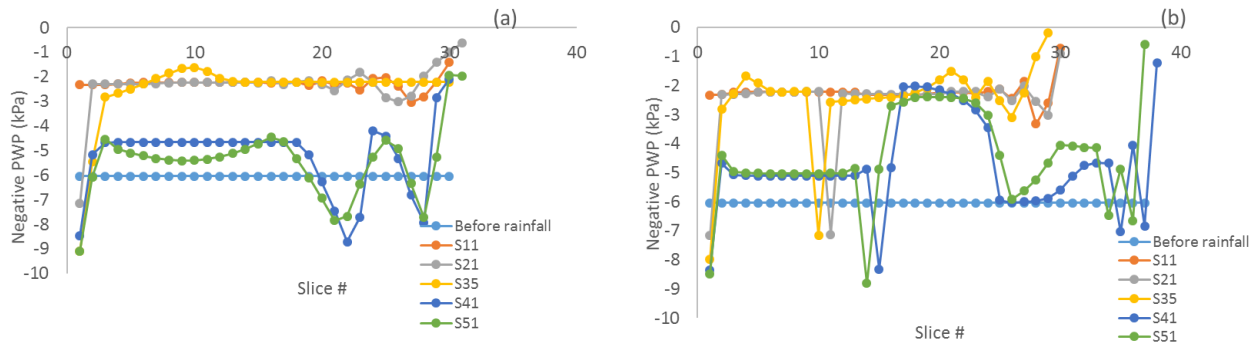 (a)
0
-1
-2
-3
-4
-5
-6
-7
-8
-9
-10
0 10 20 30 40
Negative PWP (kPa)
Slice #
Before rainfall
S11
S21
S35
S41
S51
(b)
0
-1
-2
-3
-4
-5
-6
-7
-8
-9
-10
0 10 20 30 40
Negative PWP (kPa)
Slice #
Before rainfall
S11
S21
S35
S41
S51